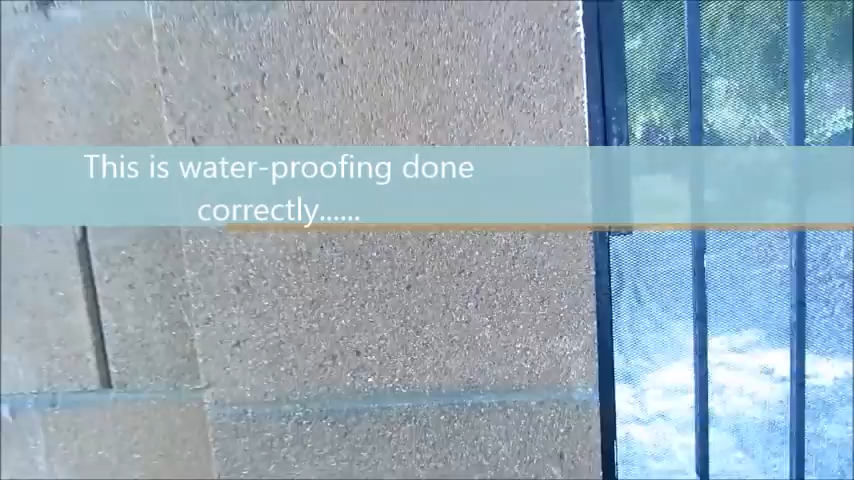 This is water-proofing done
correctly......